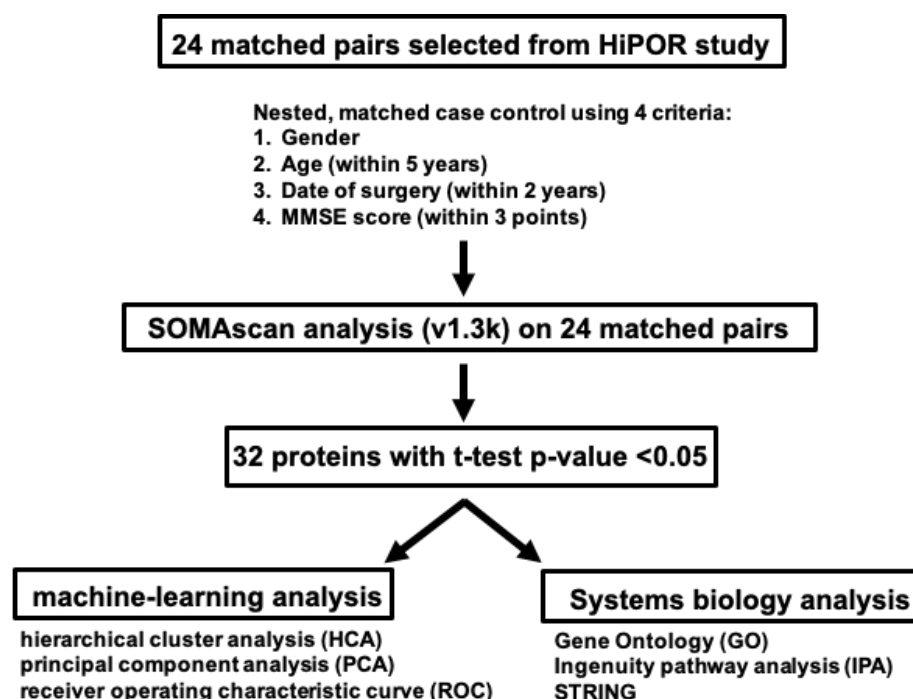 24 matched pairs selected from HiPOR study
Nested, matched case control using 4 criteria:
1. Gender
2. Age (within 5 years)
3. Date of surgery (within 2 years)
4. MMSE score (within 3 points)
SOMAscan analysis (v1.3k) on 24 matched pairs
32 proteins with t-test p-value <0.05
machine-learning analysis
hierarchical cluster analysis (HCA)
principal component analysis (PCA)
receiver operating characteristic curve (ROC)
Systems biology analysis
Gene Ontology (GO)
Ingenuity pathway analysis (IPA)
STRING